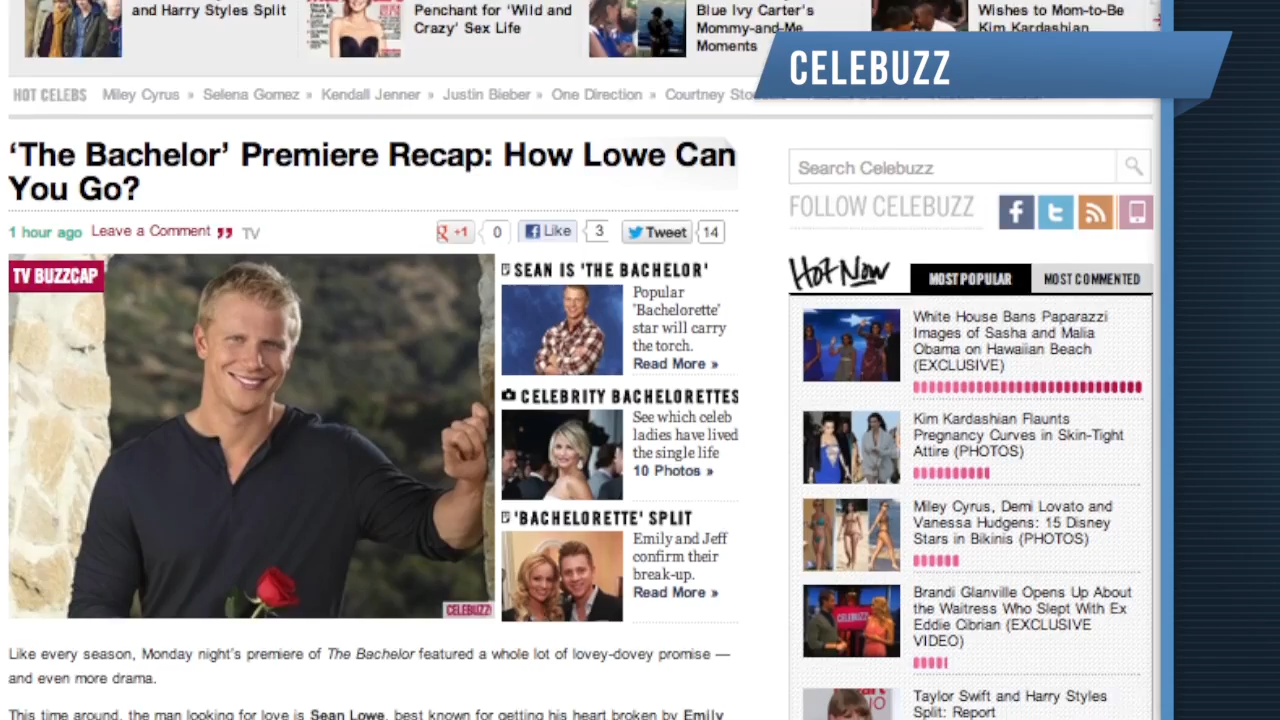 and Harry Styles Split
Penchant for 'Wild and
Crazy' Sex Life
Blue Ivy Carter's
Mommy-and-Me
Moments
Wishes to Mom-to-Be
Kim Kardashian
CELEBUZZ
HOT CELEBS Miley Cyrus » Selena Gomez » Kendall Jenner » Justin Bieber » One Direction » Courtney
‘The Bachelor’ Premiere Recap: How Lowe Can
You Go?
1 hour ago Leave a Comment TV
+1 0 Like 3 Tweet 14
Search Celebuzz
FOLLOW CELEBUZZ
TV BUZZCAP
CELEBUZZ!
SEAN IS 'THE BACHELOR'
Popular
'Bachelorette'
star will carry
the torch.
Read More »
CELEBRITY BACHELORETTES
See which celeb
ladies have lived
the single life
10 Photos »
'BACHELORETTE' SPLIT
Emily and Jeff
confirm their
break-up.
Read More »
Hot Now
MOST POPULAR
MOST COMMENTED
White House Bans Paparazzi
Images of Sasha and Malia
Obama on Hawaiian Beach
(EXCLUSIVE)
Kim Kardashian Flaunts
Pregnancy Curves in Skin-Tight
Attire (PHOTOS)
Miley Cyrus, Demi Lovato and
Vanessa Hudgens: 15 Disney
Stars in Bikinis (PHOTOS)
Brandi Glanville Opens Up About
the Waitress Who Slept With Ex
Eddie Cibrian (EXCLUSIVE
VIDEO)
Taylor Swift and Harry Styles
Split: Report
Like every season, Monday night's premiere of The Bachelor featured a whole lot of lovey-dovey promise —
and even more drama.
This time around, the man looking for love is Sean Lowe, best known for getting his heart broken by Emily